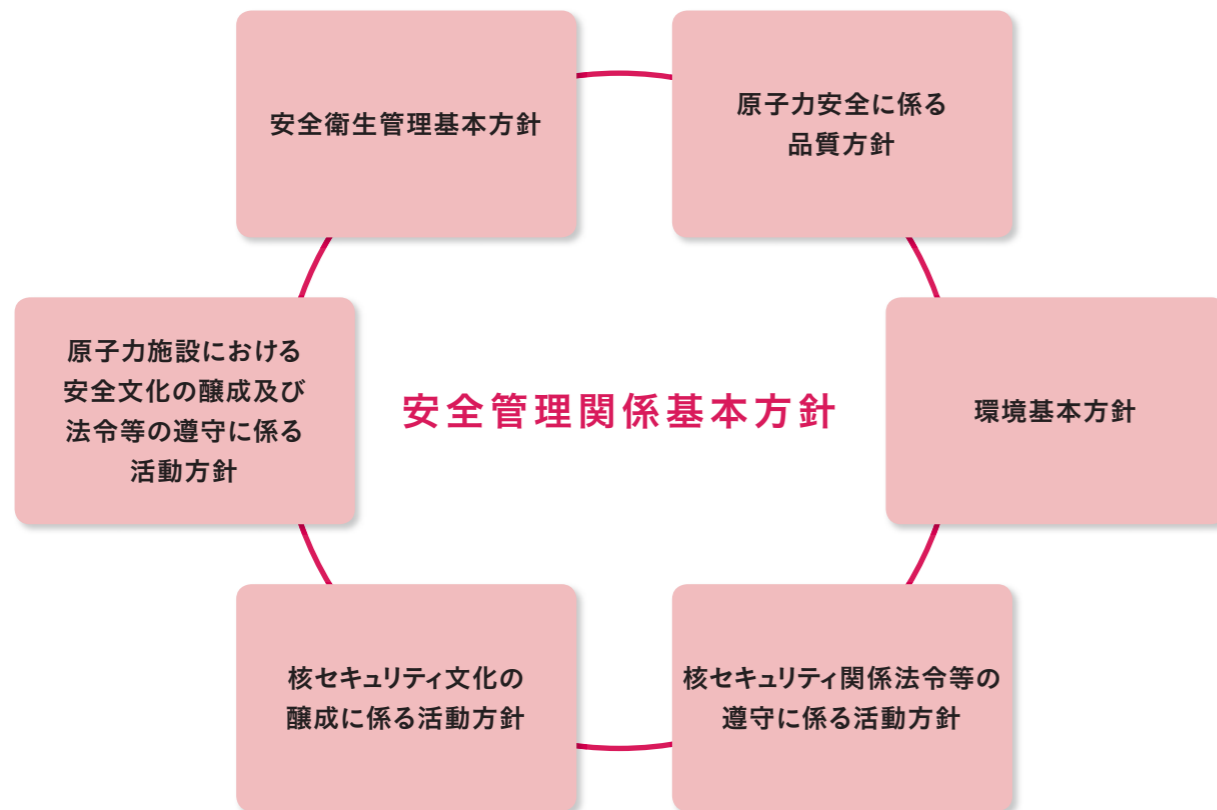 安全衛生管理基本方針
原子力安全に係る
品質方針
原子力施設における
安全文化の醸成及び
法令等の遵守に係る
活動方針
安全管理関係基本方針
環境基本方針
核セキュリティ文化の
醸成に係る活動方針
核セキュリティ関係法令等の
遵守に係る活動方針